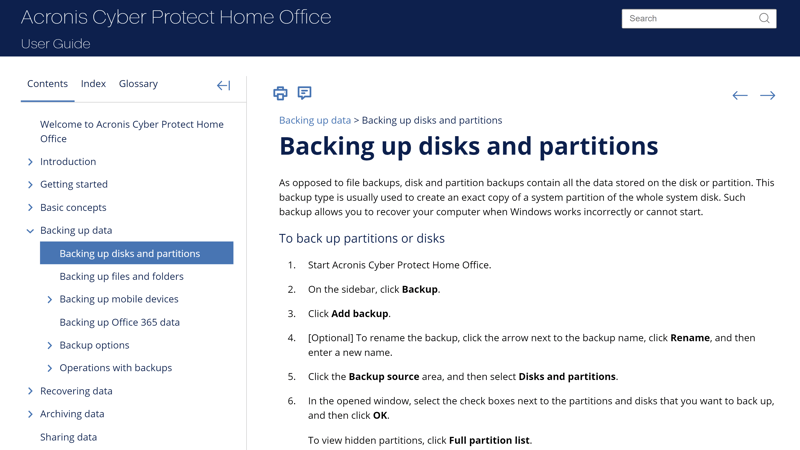 Acronis Cyber Protect Home Office
User Guide
Search
Contents Index Glossary
Welcome to Acronis Cyber Protect Home
Office
Introduction
Getting started
Basic concepts
Backing up data
Backing up disks and partitions
Backing up files and folders
Backing up mobile devices
Backing up Office 365 data
Backup options
Operations with backups
Recovering data
Archiving data
Sharing data
Backing up data > Backing up disks and partitions
Backing up disks and partitions
As opposed to file backups, disk and partition backups contain all the data stored on the disk or partition. This
backup type is usually used to create an exact copy of a system partition of the whole system disk. Such
backup allows you to recover your computer when Windows works incorrectly or cannot start.
To back up partitions or disks
1. Start Acronis Cyber Protect Home Office.
2. On the sidebar, click Backup.
3. Click Add backup.
4. [Optional] To rename the backup, click the arrow next to the backup name, click Rename, and then
enter a new name.
5. Click the Backup source area, and then select Disks and partitions.
6. In the opened window, select the check boxes next to the partitions and disks that you want to back up,
and then click OK.
To view hidden partitions, click Full partition list.